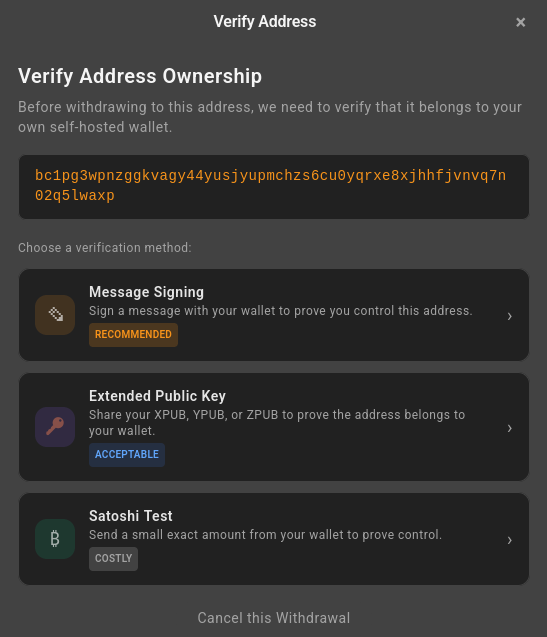 Verify Address
×
Verify Address Ownership
Before withdrawing to this address, we need to verify that it belongs to your
own self-hosted wallet.
bc1pg3wpnzggkvagy44yusjyupmchzs6cu0yqrxe8xjhhfjvnvq7n
02q5lwaxp
Choose a verification method:
Message Signing
Sign a message with your wallet to prove you control this address.
RECOMMENDED
Extended Public Key
Share your XPUB, YPUB, or ZPUB to prove the address belongs to
your wallet.
ACCEPTABLE
Satoshi Test
Send a small exact amount from your wallet to prove control.
COSTLY
Cancel this Withdrawal